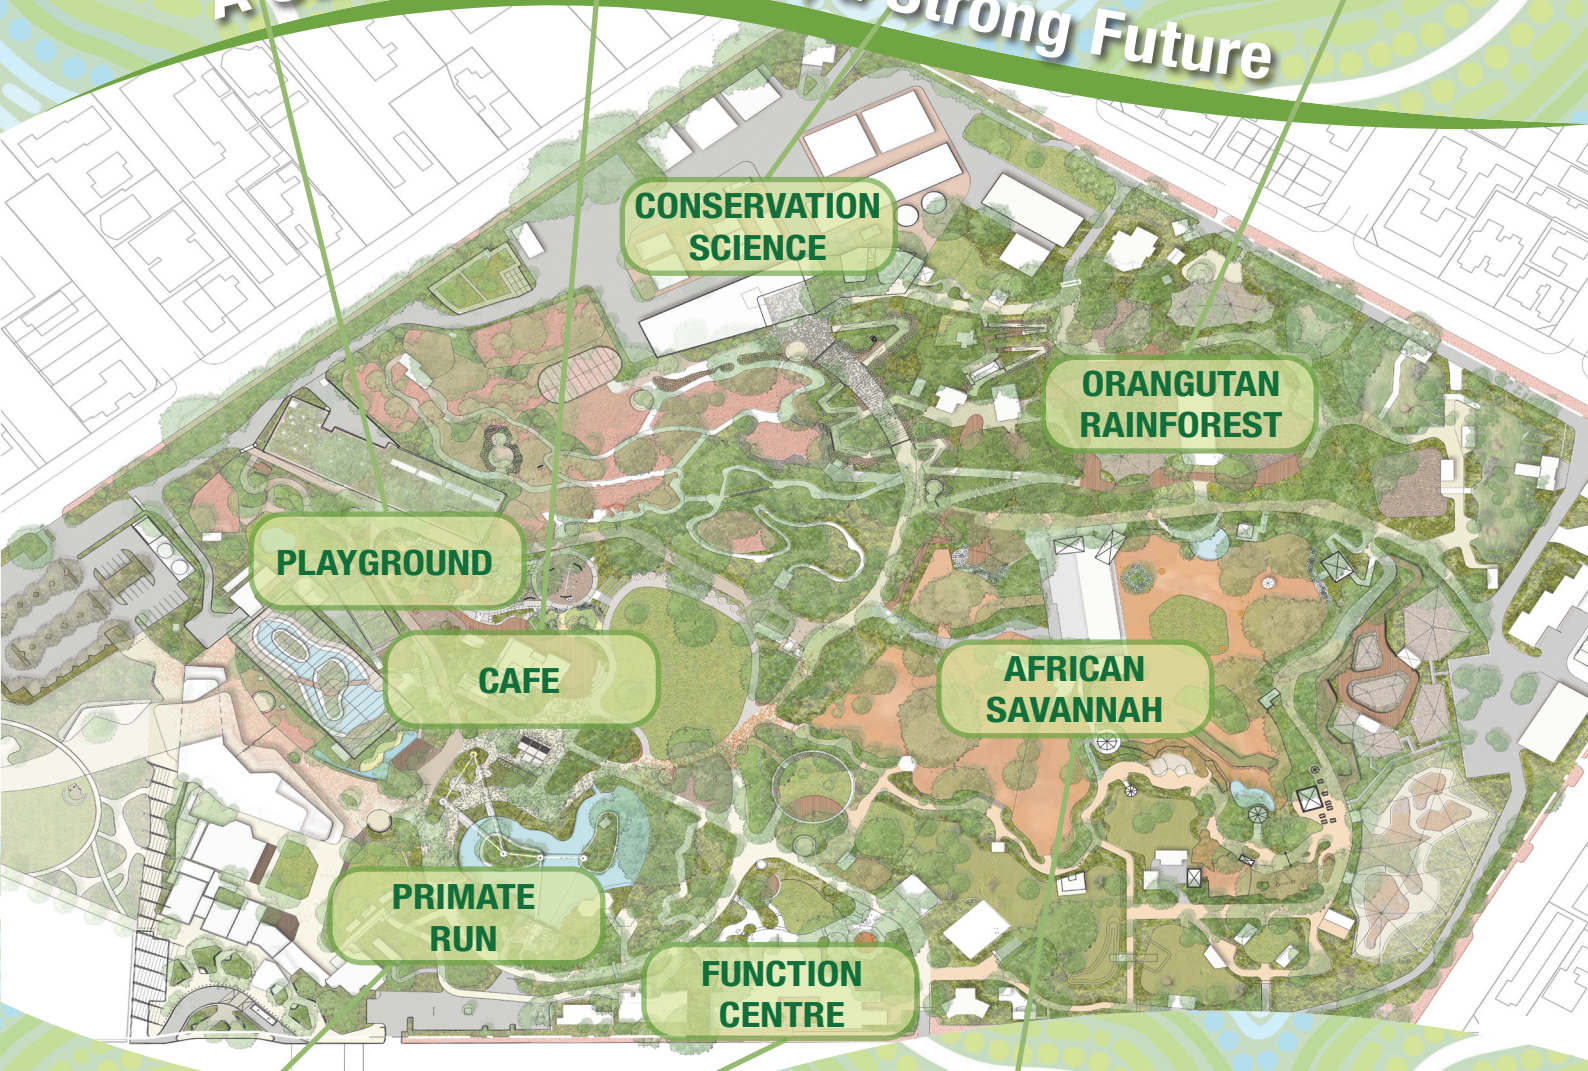 A
Strong Future
CONSERVATION
SCIENCE
ORANGUTAN
RAINFOREST
PLAYGROUND
CAFE
AFRICAN
SAVANNAH
PRIMATE
RUN
FUNCTION
CENTRE